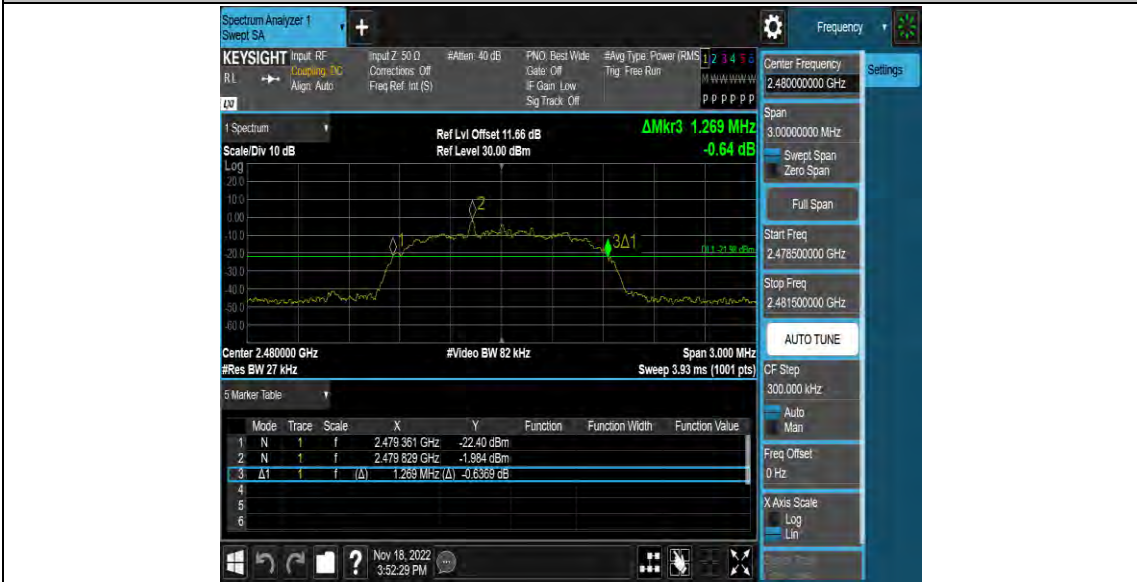 Spectrum Analyzer 1
Swept SA
+
Frequency
KEYSIGHT Input: RF Input Z: 50 Ω #Atten: 40 dB PNO: Best Wide #Avg Type: Power (RMS 1 2 3 4 5 6
RL Coupling: DC Corrections: Off Gate: Off Trig: Free Run M W W W W W
Align: Auto Freq Ref: Int (S) IF Gain: Low
LXI Sig Track: Off P P P P P P
Center Frequency
2.480000000 GHz
Settings
Span
3.00000000 MHz
Swept Span
Zero Span
Full Span
Start Freq
2.478500000 GHz
Stop Freq
2.481500000 GHz
AUTO TUNE
CF Step
300.000 kHz
Auto
Man
Freq Offset
0 Hz
X Axis Scale
Log
Lin
1 Spectrum
Ref Lvl Offset 11.66 dB ΔMkr3 1.269 MHz
Scale/Div 10 dB Ref Level 30.00 dBm -0.64 dB
Log
20.0
10.0
0.00
-10.0
-20.0
-30.0
-40.0
-50.0
-60.0
2
1
3Δ1
DL1 -21.98 dBm
Center 2.480000 GHz #Video BW 82 kHz Span 3.000 MHz
#Res BW 27 kHz Sweep 3.93 ms (1001 pts)
5 Marker Table
Mode Trace Scale X Y Function Function Width Function Value
1 N 1 f 2.479 361 GHz -22.40 dBm
2 N 1 f 2.479 829 GHz -1.984 dBm
3 Δ1 1 f (Δ) 1.269 MHz (Δ) -0.6369 dB
4
5
6
? Nov 18, 2022
3:52:29 PM